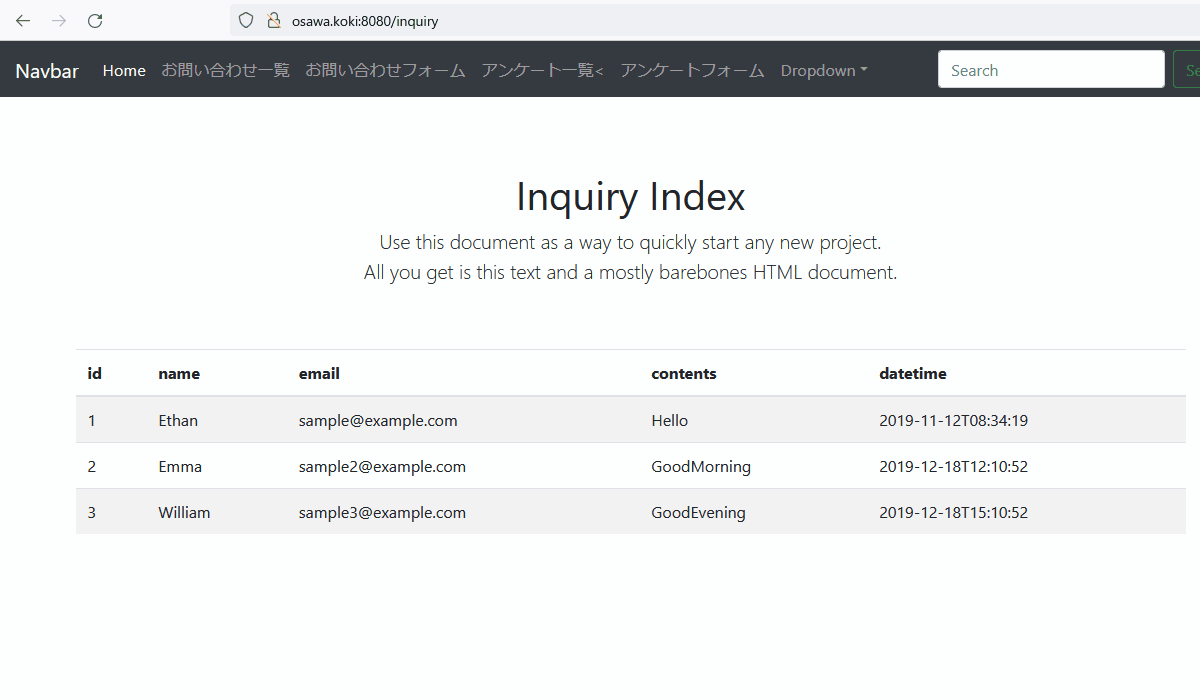 osawa.koki:8080/inquiry
Navbar Home お問い合わせ一覧 お問い合わせフォーム アンケート一覧< アンケートフォーム Dropdown Search
Inquiry Index
Use this document as a way to quickly start any new project.
All you get is this text and a mostly barebones HTML document.
id name email contents datetime
1 Ethan sample@example.com Hello 2019-11-12T08:34:19
2 Emma sample2@example.com GoodMorning 2019-12-18T12:10:52
3 William sample3@example.com GoodEvening 2019-12-18T15:10:52